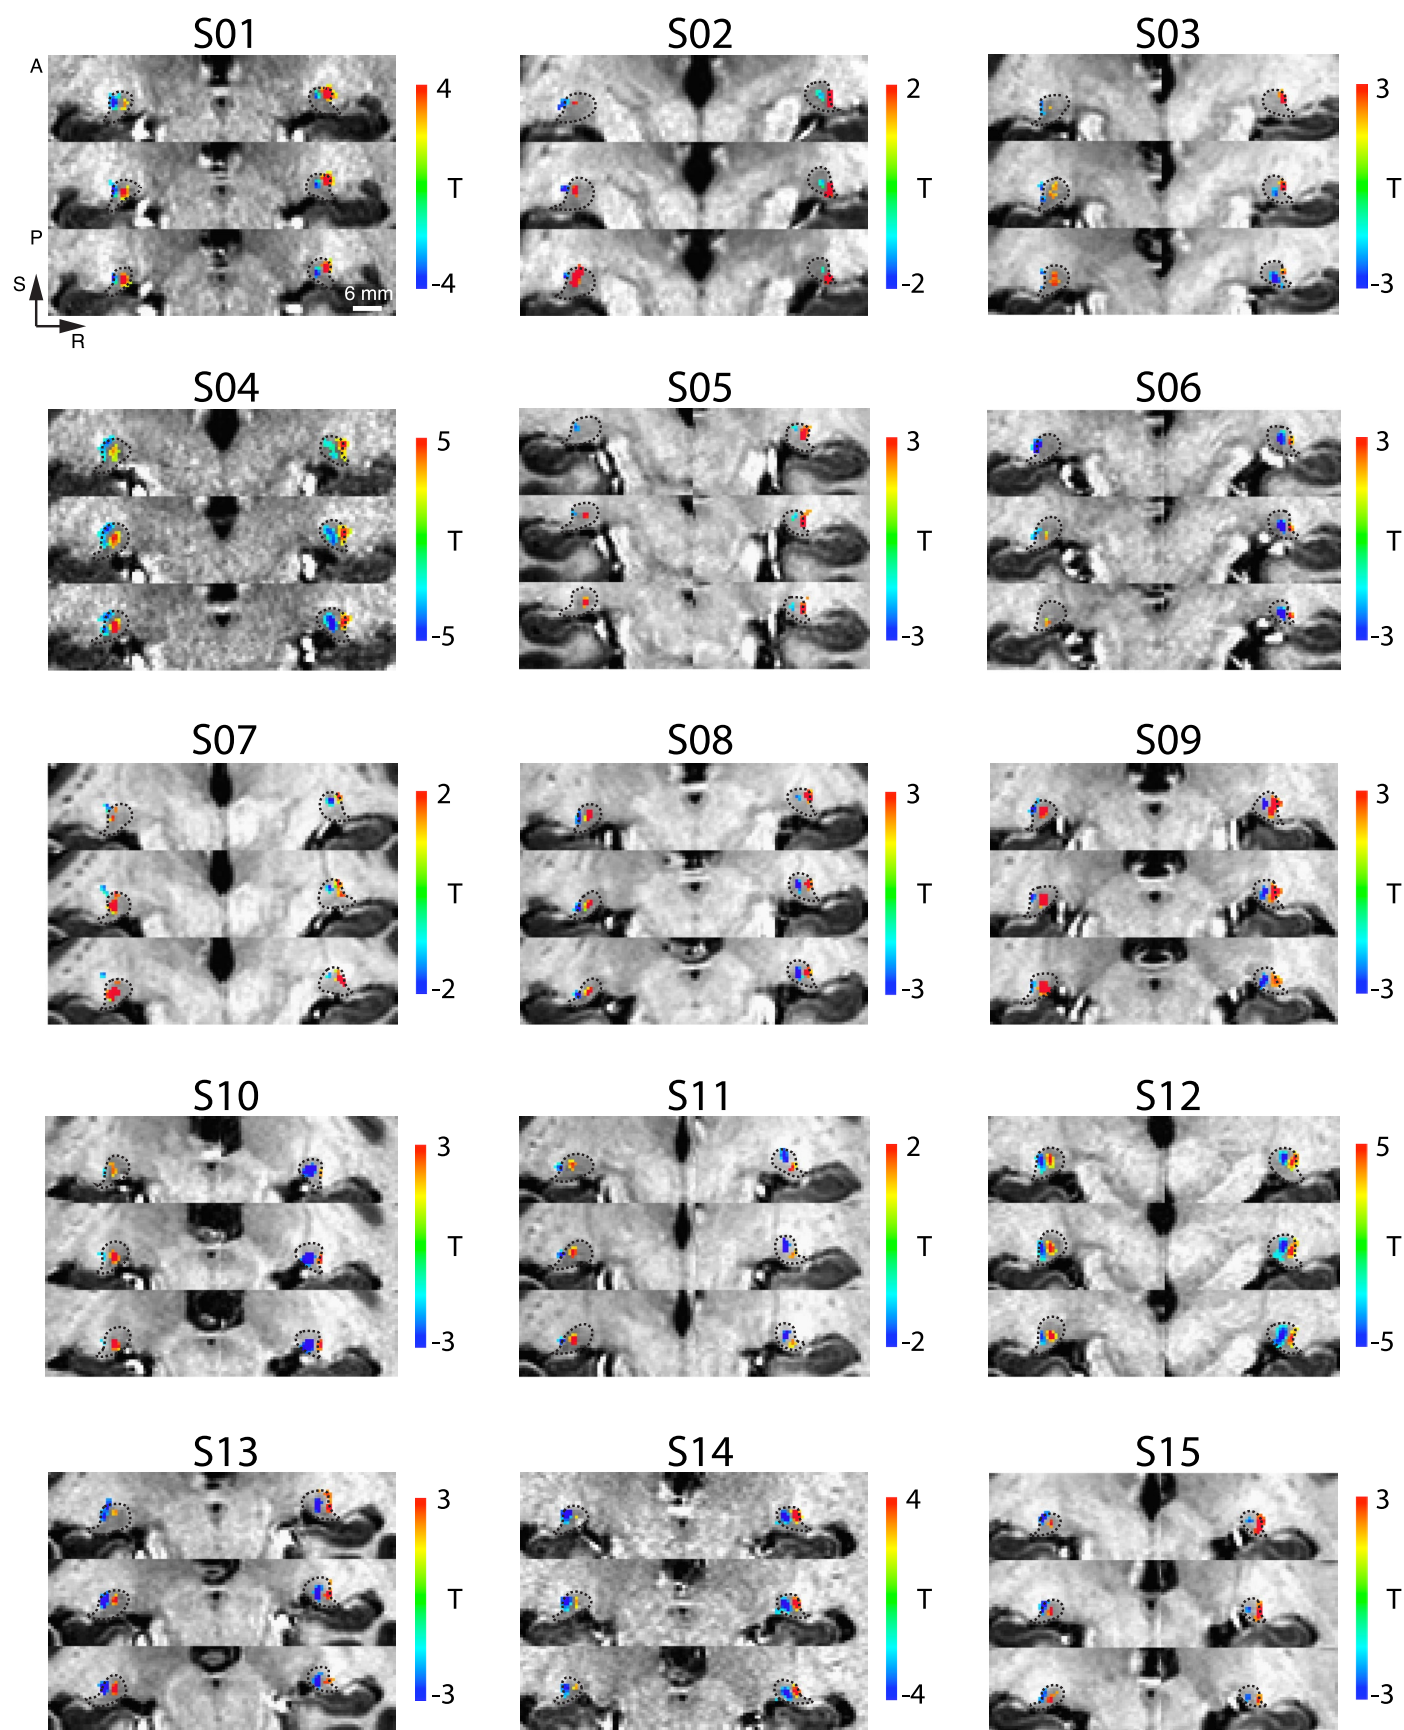 S01 S02 S03
A 4 2 3
T T T
P
S -4 -2 -3
6 mm
R
S04 S05 S06
5 3 3
T T T
-5 -3 -3
S07 S08 S09
2 3 3
T T T
-2 -3 -3
S10 S11 S12
3 2 5
T T T
-3 -2 -5
S13 S14 S15
3 4 3
T T T
-3 -4 -3